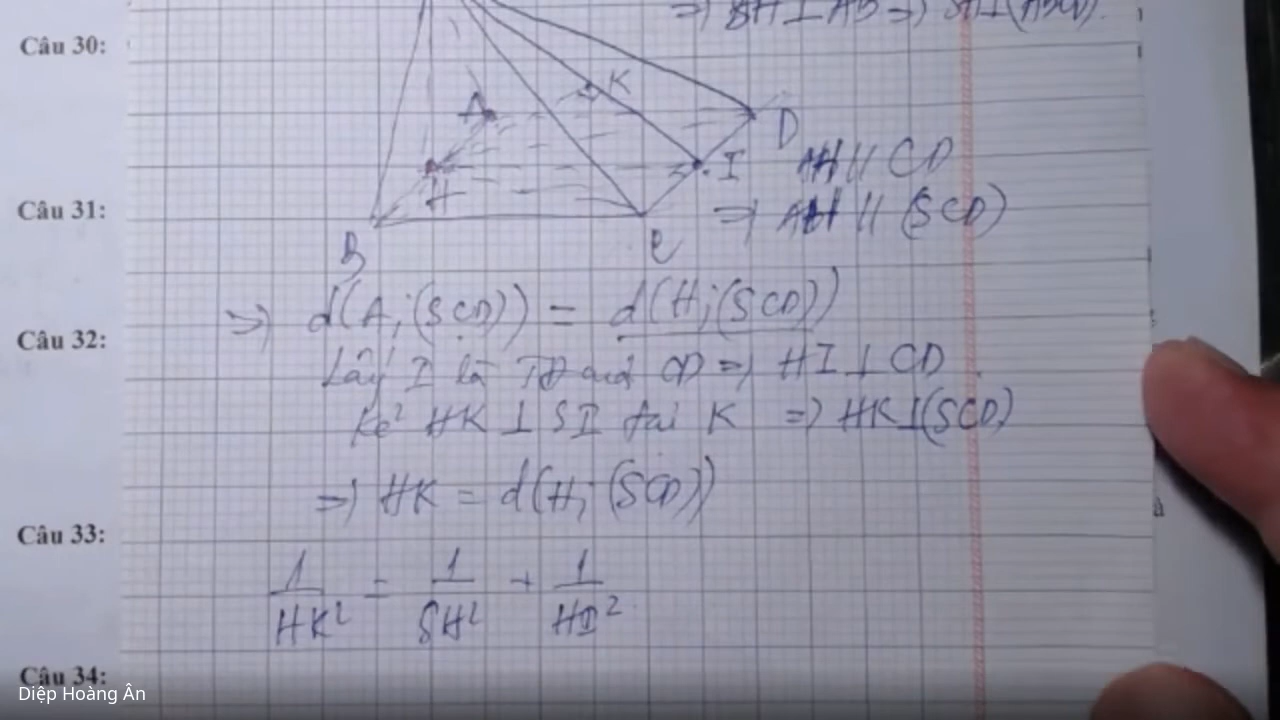 ⇒ SH ⊥ AB ⇒ SH ⊥ (ABCD).
Câu 30:
K
A
D
I
AH // CD
H
Câu 31:
⇒ AH // (SCD)
B
C
⇒ d(A; (SCD)) = d(H; (SCD))
Câu 32:
Lấy I là TĐ của CD ⇒ HI ⊥ CD.
Kẻ HK ⊥ SI tại K ⇒ HK ⊥ (SCD)
⇒ HK = d(H; (SCD))
Câu 33:
1/HK² = 1/SH² + 1/HI²
Câu 34:
Diệp Hoàng Ân